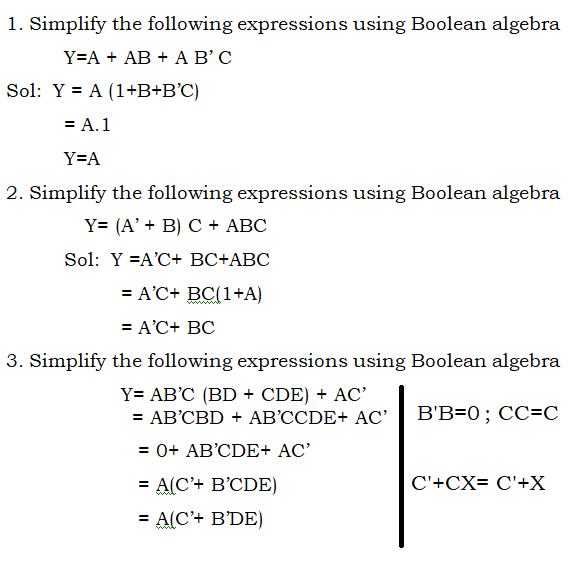 1. Simplify the following expressions using Boolean algebra
Y=A + AB + A B’ C
Sol: Y = A (1+B+B’C)
= A.1
Y=A
2. Simplify the following expressions using Boolean algebra
Y= (A’ + B) C + ABC
Sol: Y =A’C+ BC+ABC
= A’C+ BC(1+A)
= A’C+ BC
3. Simplify the following expressions using Boolean algebra
Y= AB’C (BD + CDE) + AC’
= AB’CBD + AB’CCDE+ AC’
B'B=0 ; CC=C
= 0+ AB’CDE+ AC’
= A(C’+ B’CDE)
C'+CX= C'+X
= A(C’+ B’DE)